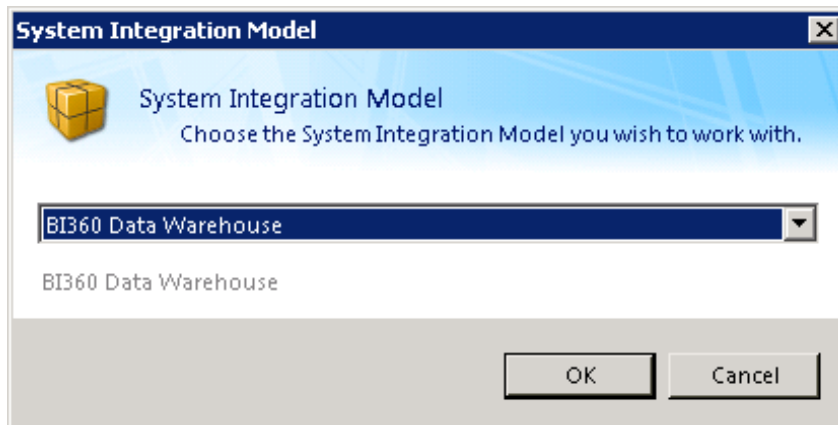 System Integration Model
System Integration Model
Choose the System Integration Model you wish to work with.
BI360 Data Warehouse
BI360 Data Warehouse
OK
Cancel